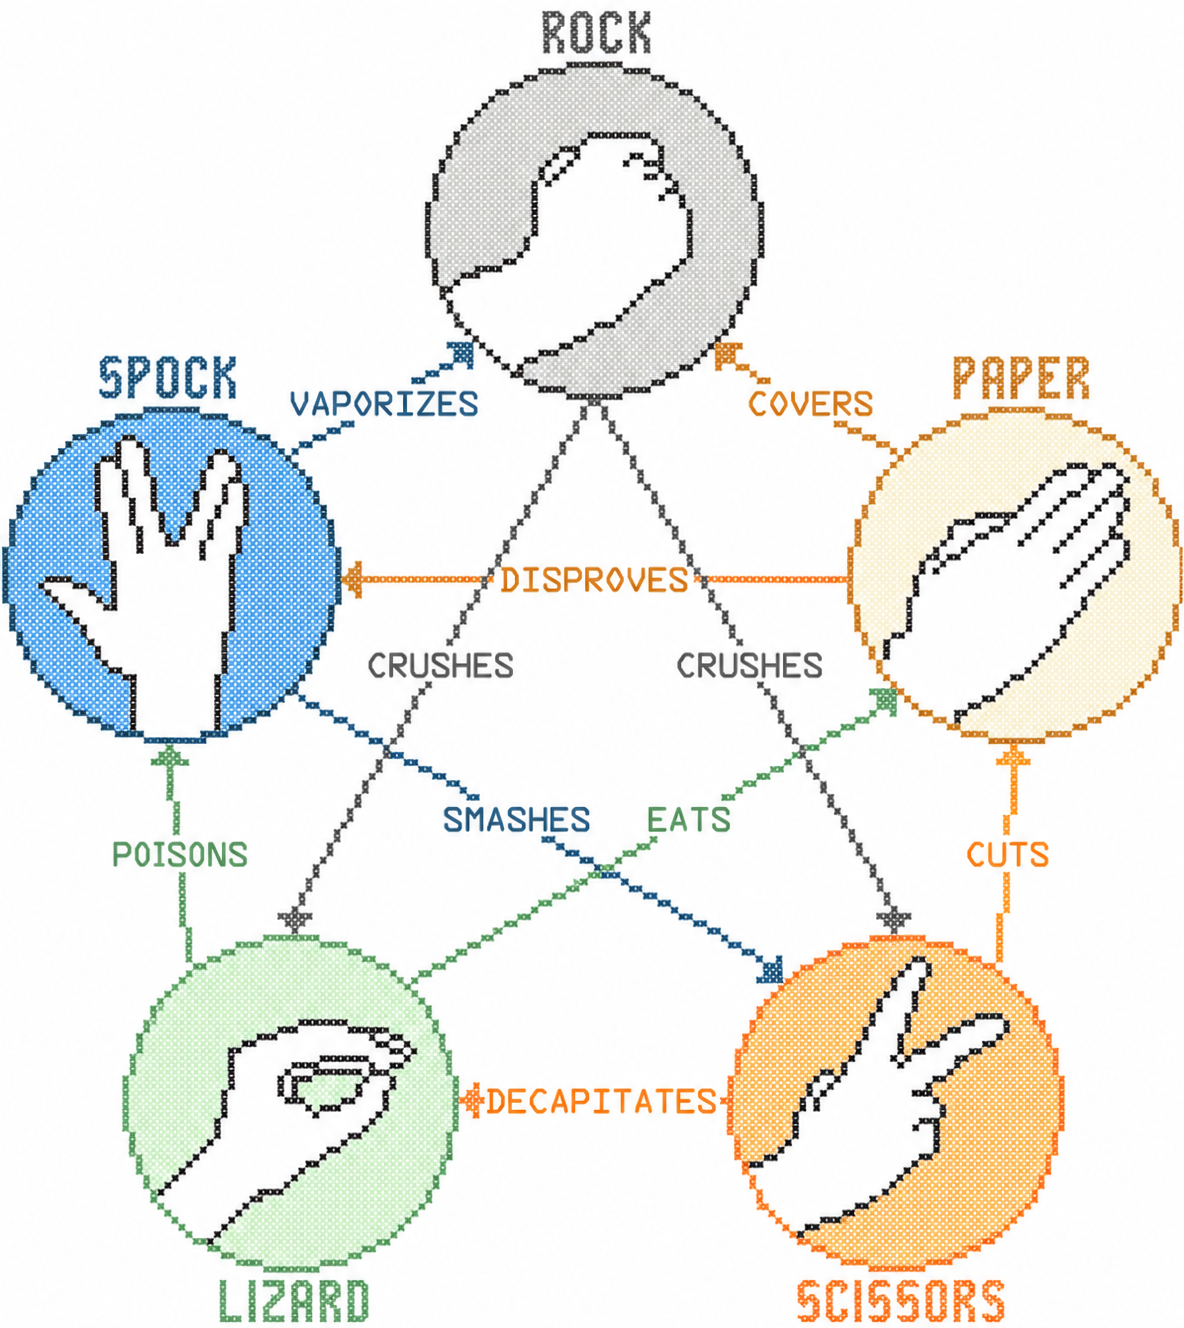 ROCK
SPOCK
PAPER
VAPORIZES
COVERS
DISPROVES
CRUSHES
CRUSHES
SMASHES
EATS
POISONS
CUTS
DECAPITATES
LIZARD
SCISSORS